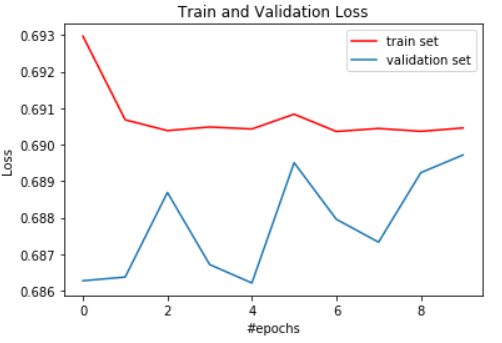 Train and Validation Loss
train set
validation set
0.693
0.692
0.691
0.690
0.689
0.688
0.687
0.686
Loss
0
2
4
6
8
#epochs